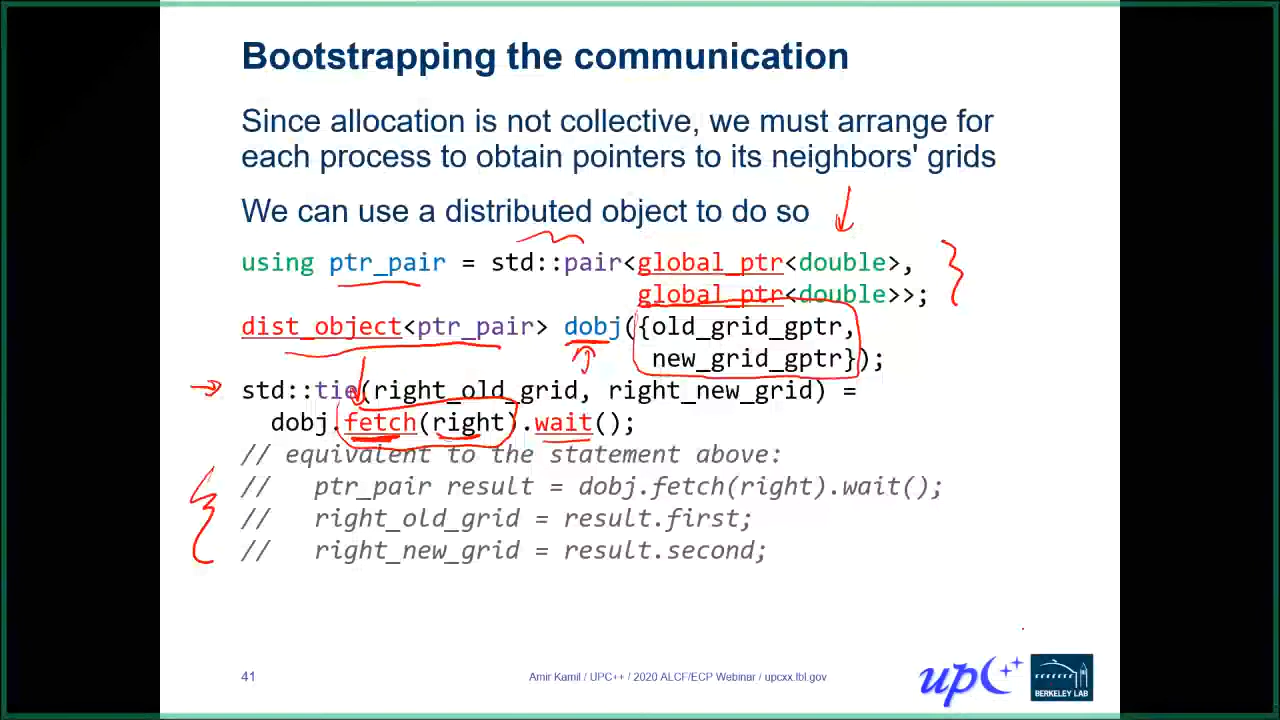 Bootstrapping the communication
Since allocation is not collective, we must arrange for
each process to obtain pointers to its neighbors' grids
We can use a distributed object to do so
using ptr_pair = std::pair<global_ptr<double>,
global_ptr<double>>;
dist_object<ptr_pair> dobj({old_grid_gptr,
new_grid_gptr});
std::tie(right_old_grid, right_new_grid) =
dobj.fetch(right).wait();
// equivalent to the statement above:
// ptr_pair result = dobj.fetch(right).wait();
// right_old_grid = result.first;
// right_new_grid = result.second;
41
Amir Kamil / UPC++ / 2020 ALCF/ECP Webinar / upcxx.lbl.gov
upC++
BERKELEY LAB